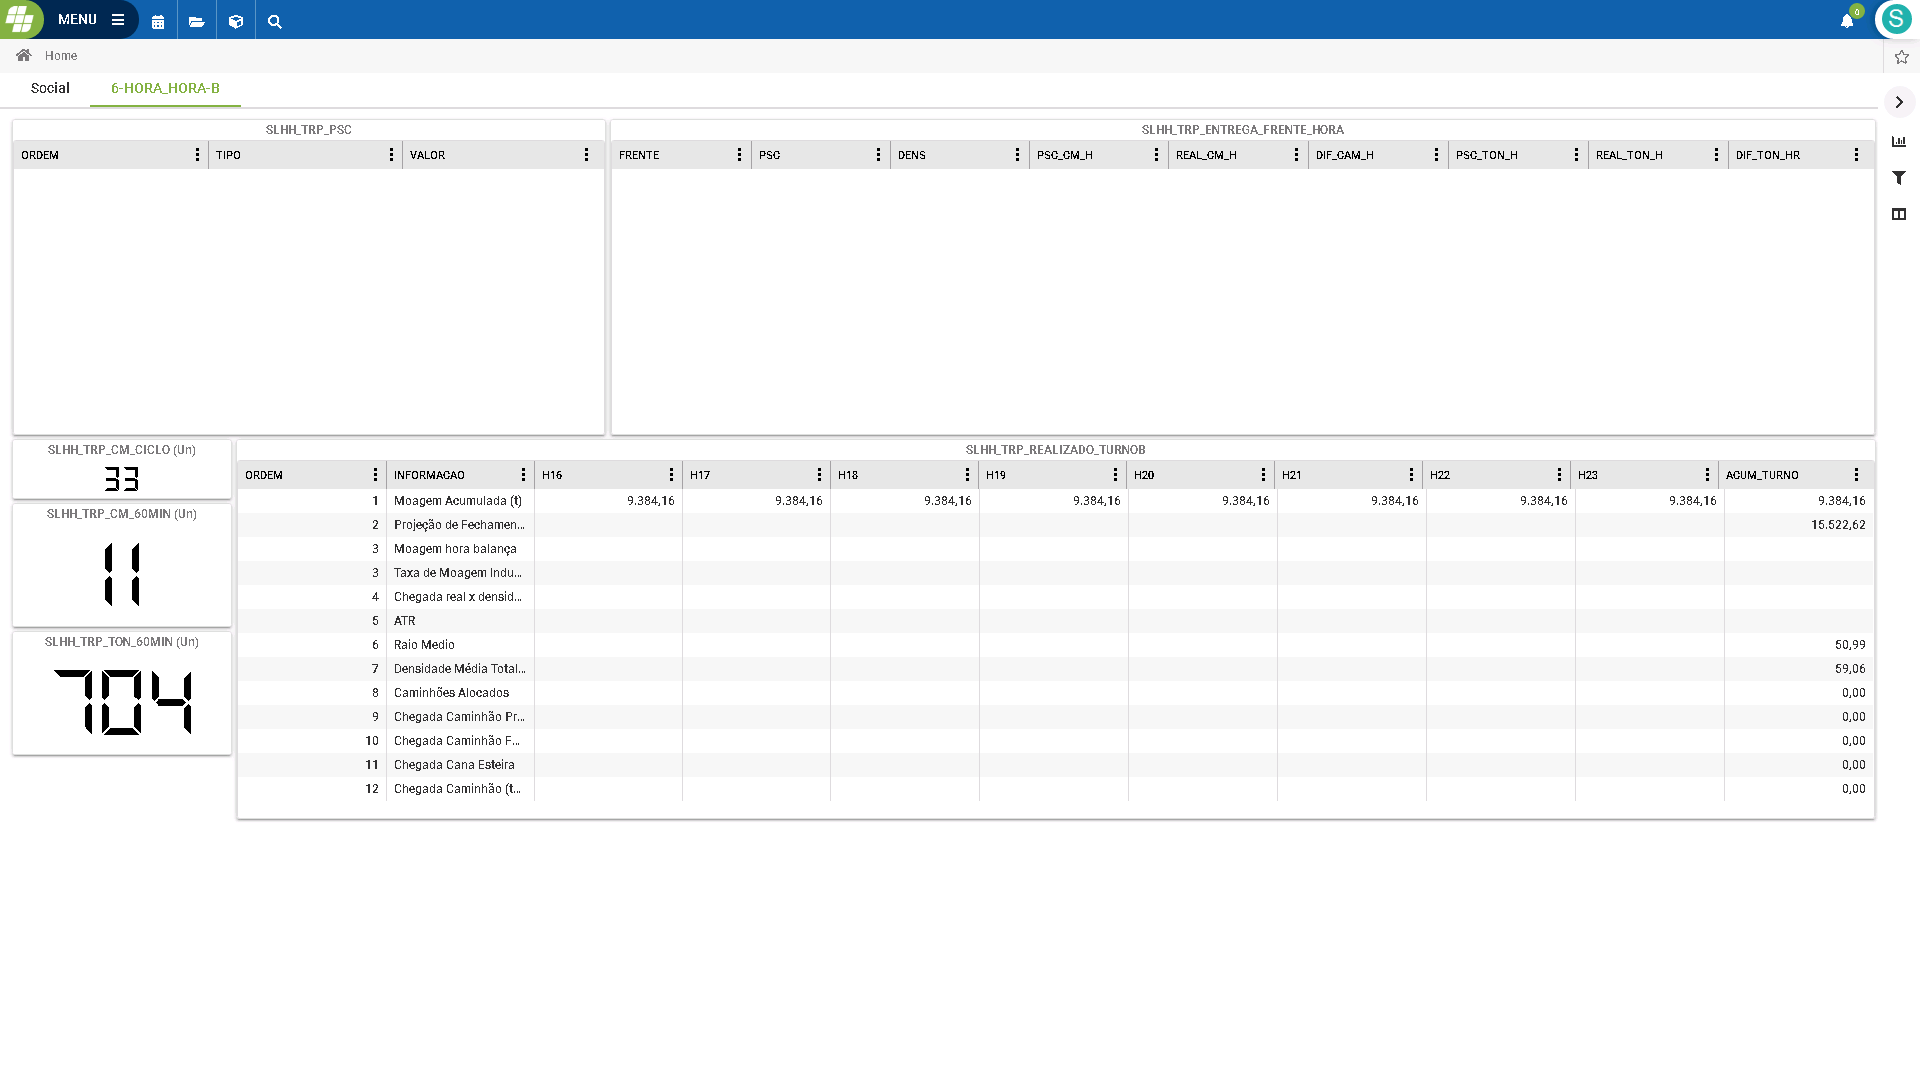 MENU
0
S
Home
Social 6-HORA_HORA-B
SLHH_TRP_PSC
ORDEM TIPO VALOR
SLHH_TRP_ENTREGA_FRENTE_HORA
FRENTE PSC DENS PSC_CM_H REAL_CM_H DIF_CAM_H PSC_TON_H REAL_TON_H DIF_TON_HR
SLHH_TRP_CM_CICLO (Un)
33
SLHH_TRP_CM_60MIN (Un)
11
SLHH_TRP_TON_60MIN (Un)
704
SLHH_TRP_REALIZADO_TURNOB
ORDEM INFORMACAO H16 H17 H18 H19 H20 H21 H22 H23 ACUM_TURNO
1 Moagem Acumulada (t) 9.384,16 9.384,16 9.384,16 9.384,16 9.384,16 9.384,16 9.384,16 9.384,16 9.384,16
2 Projeção de Fechamen... 15.522,62
3 Moagem hora balança
3 Taxa de Moagem Indu...
4 Chegada real x densid...
5 ATR
6 Raio Medio 50,99
7 Densidade Média Total... 59,06
8 Caminhões Alocados 0,00
9 Chegada Caminhão Pr... 0,00
10 Chegada Caminhão F... 0,00
11 Chegada Cana Esteira 0,00
12 Chegada Caminhão (t... 0,00